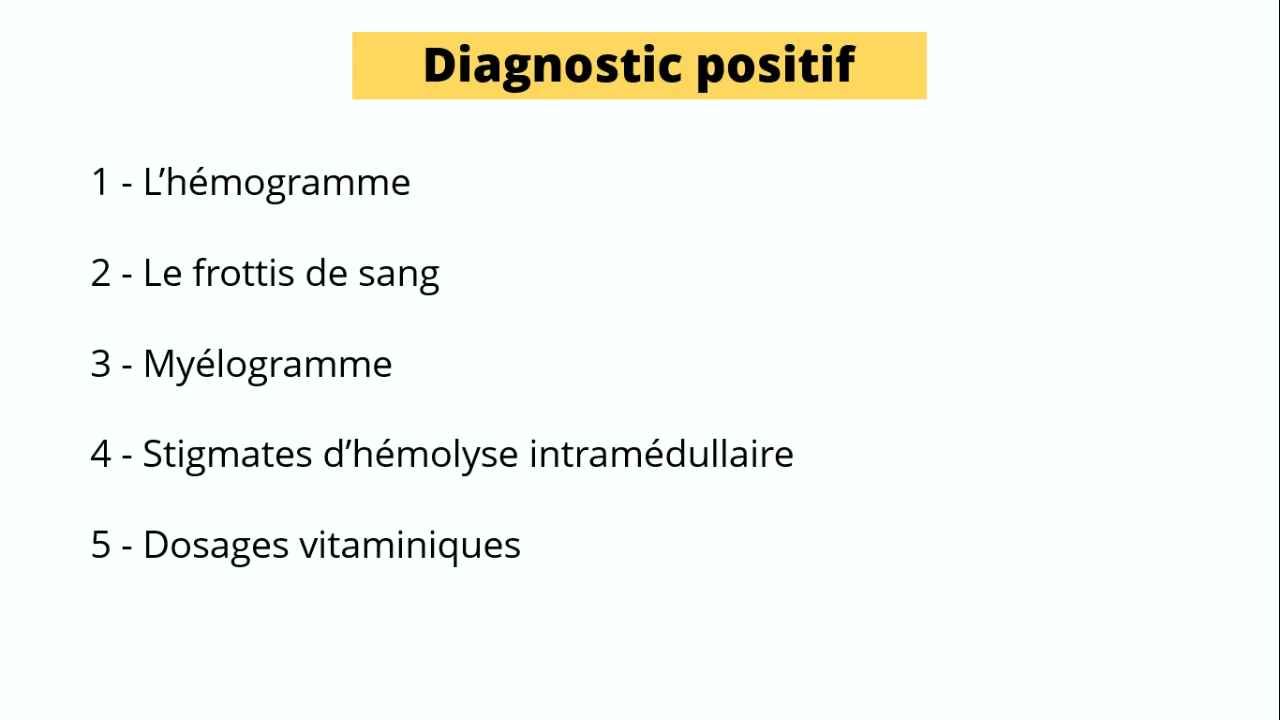 Diagnostic positif
1 - L’hémogramme
2 - Le frottis de sang
3 - Myélogramme
4 - Stigmates d’hémolyse intramédullaire
5 - Dosages vitaminiques